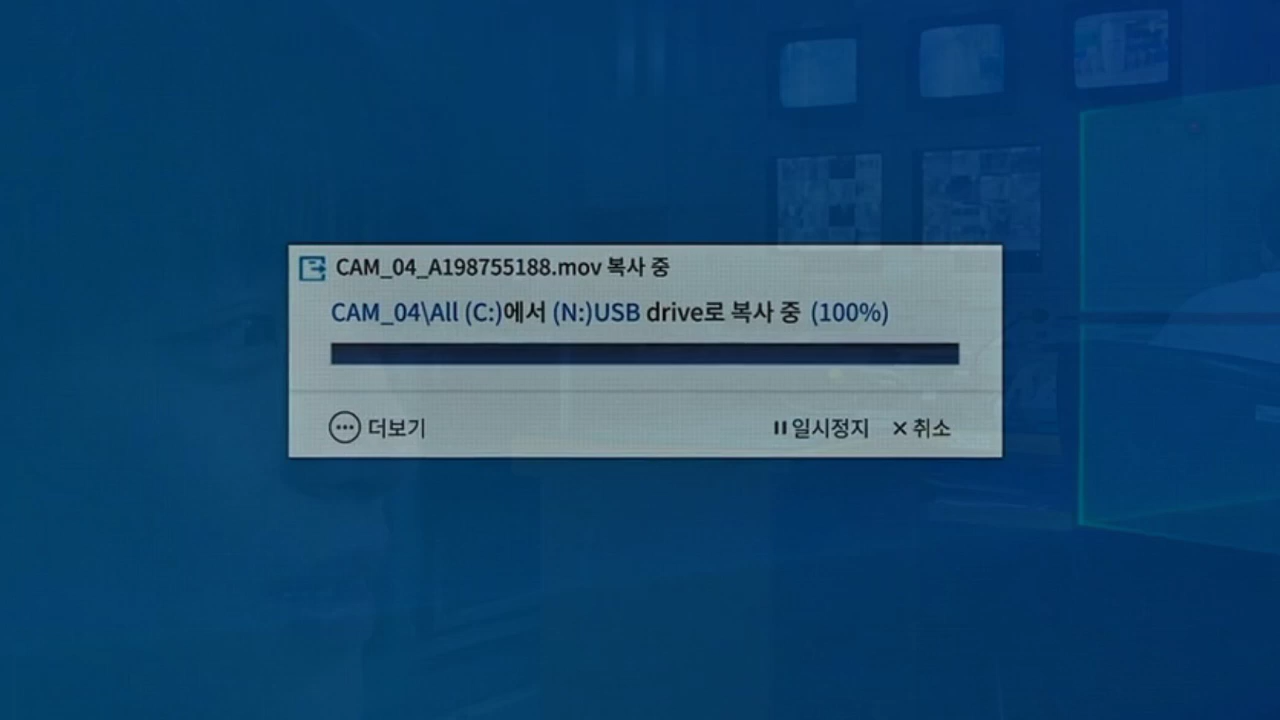 CAM_04_A198755188.mov 복사 중
CAM_04\All (C:)에서 (N:)USB drive로 복사 중 (100%)
더보기
일시정지 취소